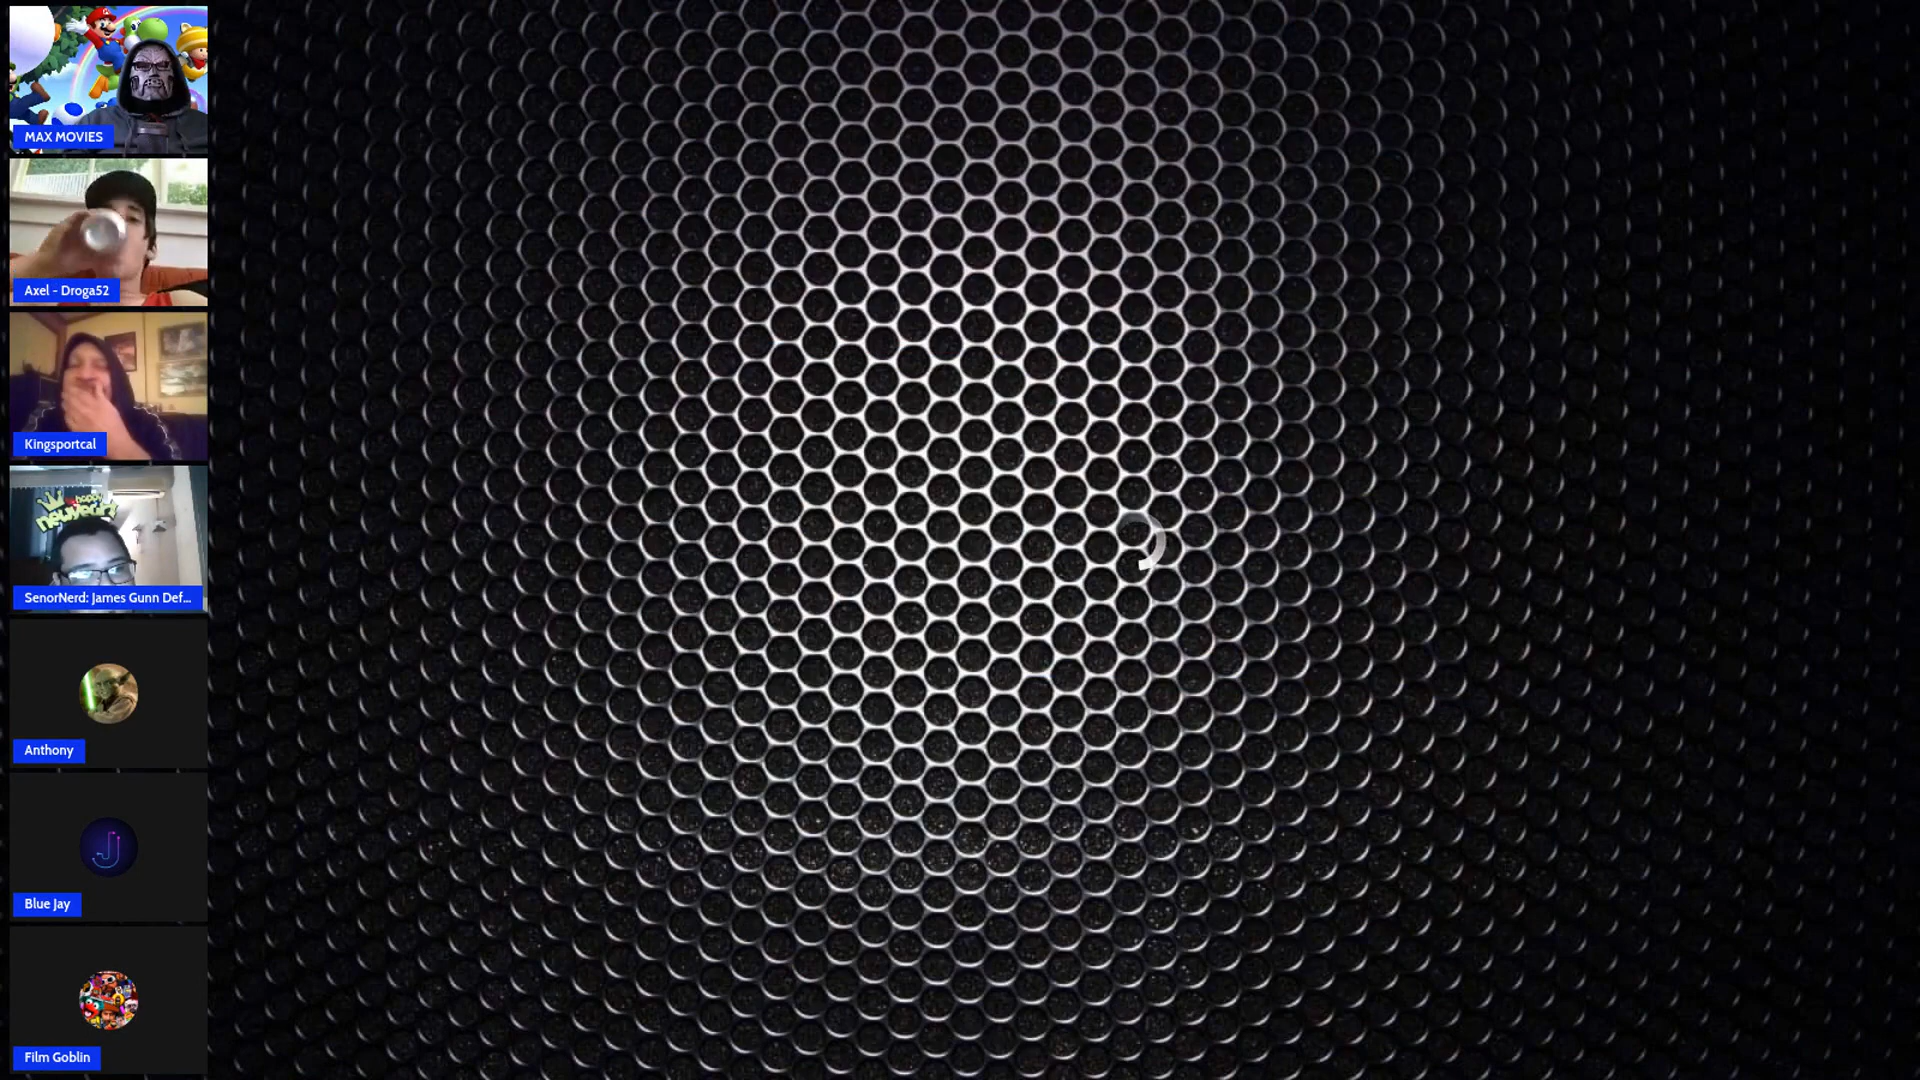 MAX MOVIES
Axel - Droga52
Kingsportcal
happy
new year!
SenorNerd: James Gunn Def...
Anthony
Blue Jay
J
Film Goblin